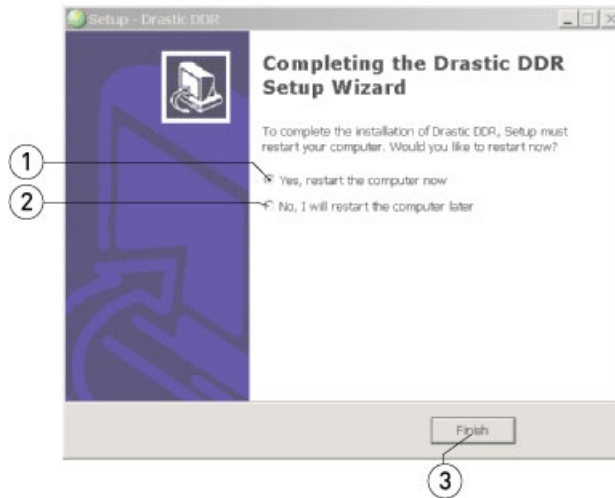 Setup - Drastic DDR
Completing the Drastic DDR
Setup Wizard
To complete the installation of Drastic DDR, Setup must
restart your computer. Would you like to restart now?
1
Yes, restart the computer now
2
No, I will restart the computer later
Finish
3